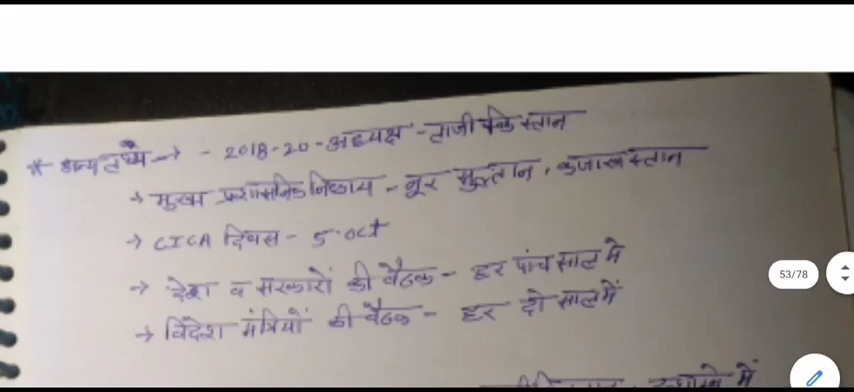 * अन्य तथ्य → - 2018-20-अध्यक्ष - ताजीकिस्तान
→ मुख्य प्रशासनिक निकाय - नूर सुल्तान, कजाखस्तान
→ CICA दिवस - 5 Oct
→ देश व सरकारों की बैठक - हर पांच साल में
53/78
→ विदेश मंत्रियों की बैठक - हर दो साल में
में